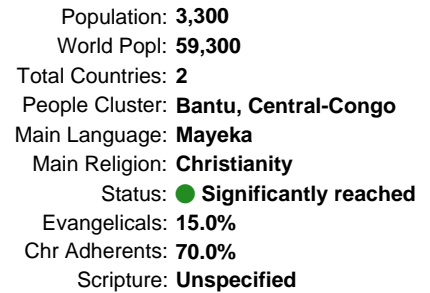 Population: 3,300
World Popl: 59,300
Total Countries: 2
People Cluster: Bantu, Central-Congo
Main Language: Mayeka
Main Religion: Christianity
Status: Significantly reached
Evangelicals: 15.0%
Chr Adherents: 70.0%
Scripture: Unspecified